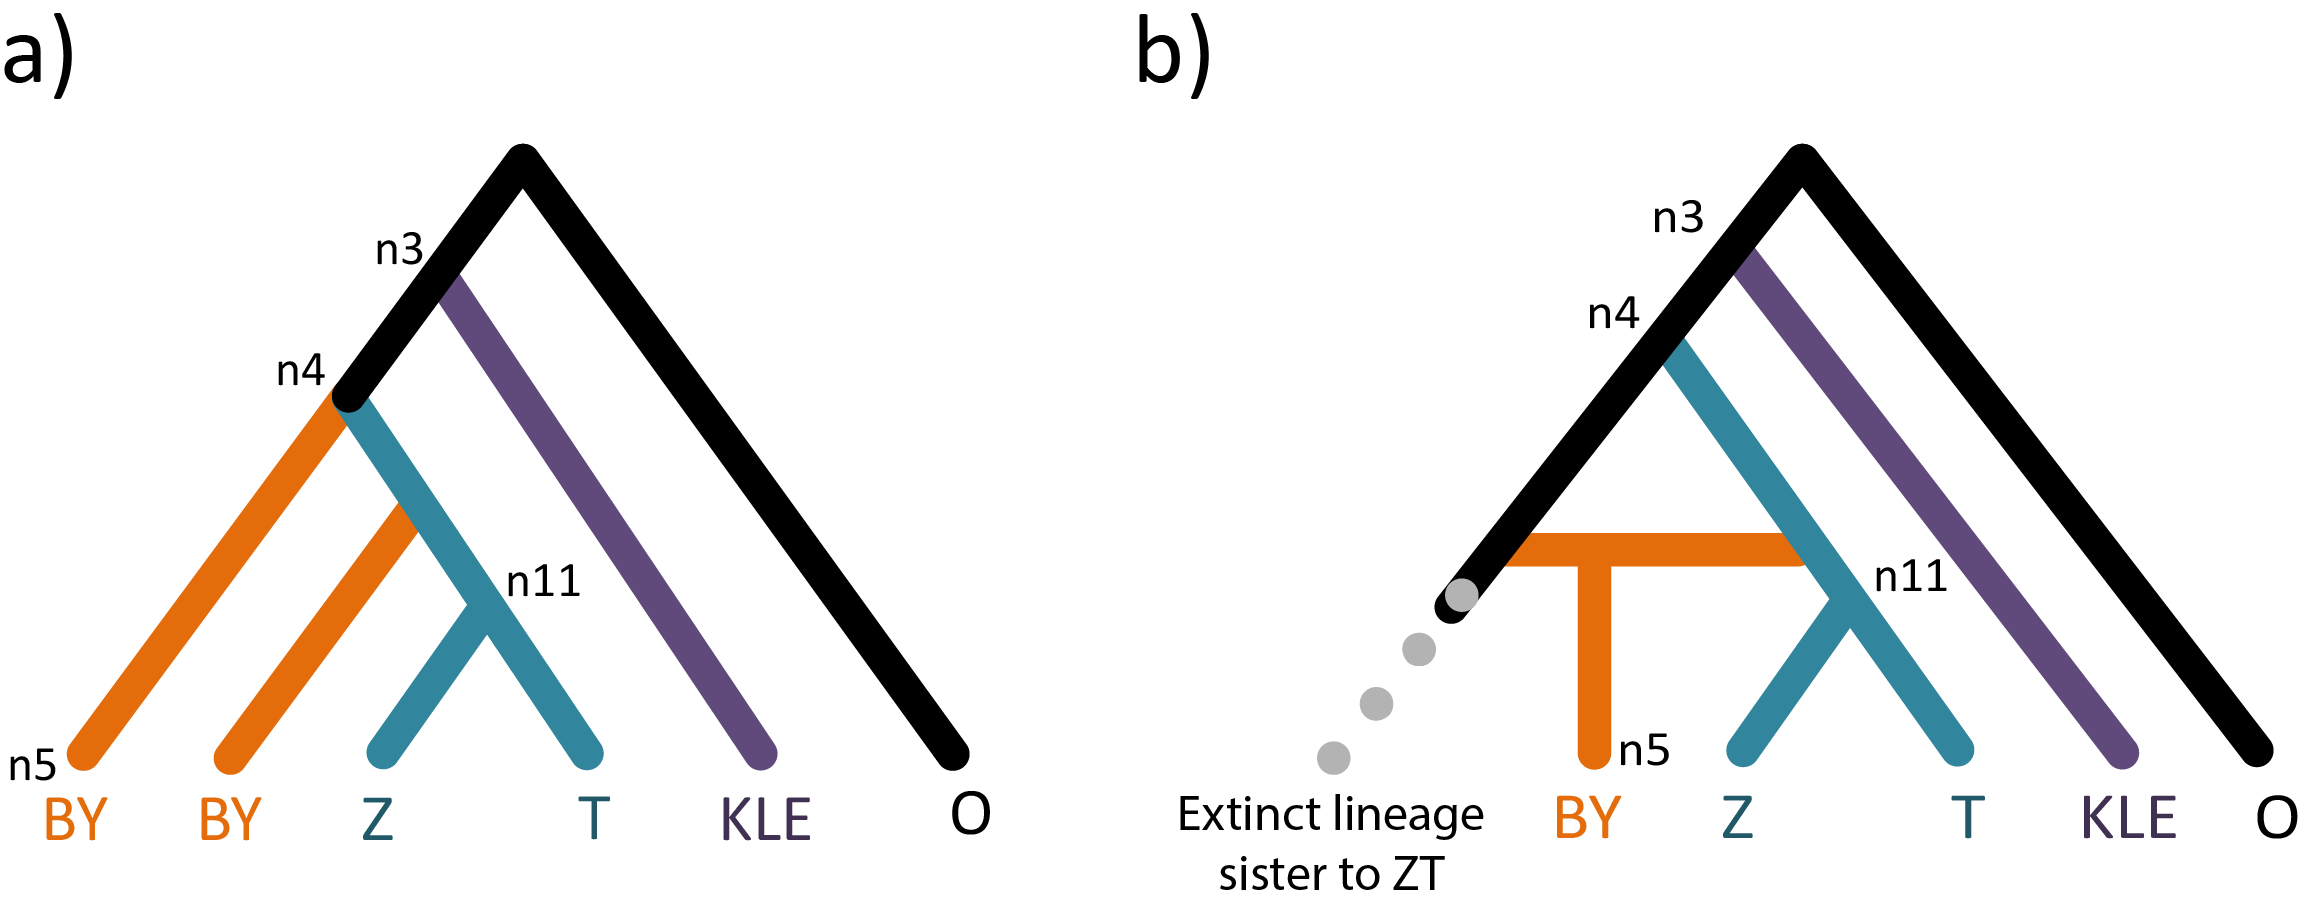 a)
n3
n4
n11
n5
BY BY Z T KLE O
b)
n3
n4
n11
n5
Extinct lineage
sister to ZT
BY Z T KLE O